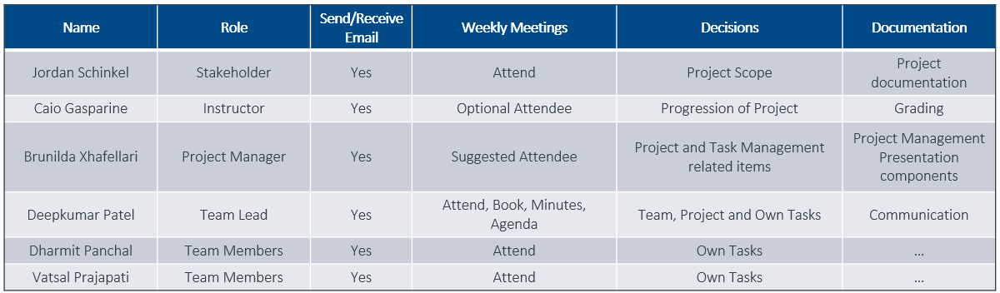 Name Role Send/Receive Email Weekly Meetings Decisions Documentation
Jordan Schinkel Stakeholder Yes Attend Project Scope Project documentation
Caio Gasparine Instructor Yes Optional Attendee Progression of Project Grading
Brunilda Xhafellari Project Manager Yes Suggested Attendee Project and Task Management related items Project Management Presentation components
Deepkumar Patel Team Lead Yes Attend, Book, Minutes, Agenda Team, Project and Own Tasks Communication
Dharmit Panchal Team Members Yes Attend Own Tasks ...
Vatsal Prajapati Team Members Yes Attend Own Tasks ...